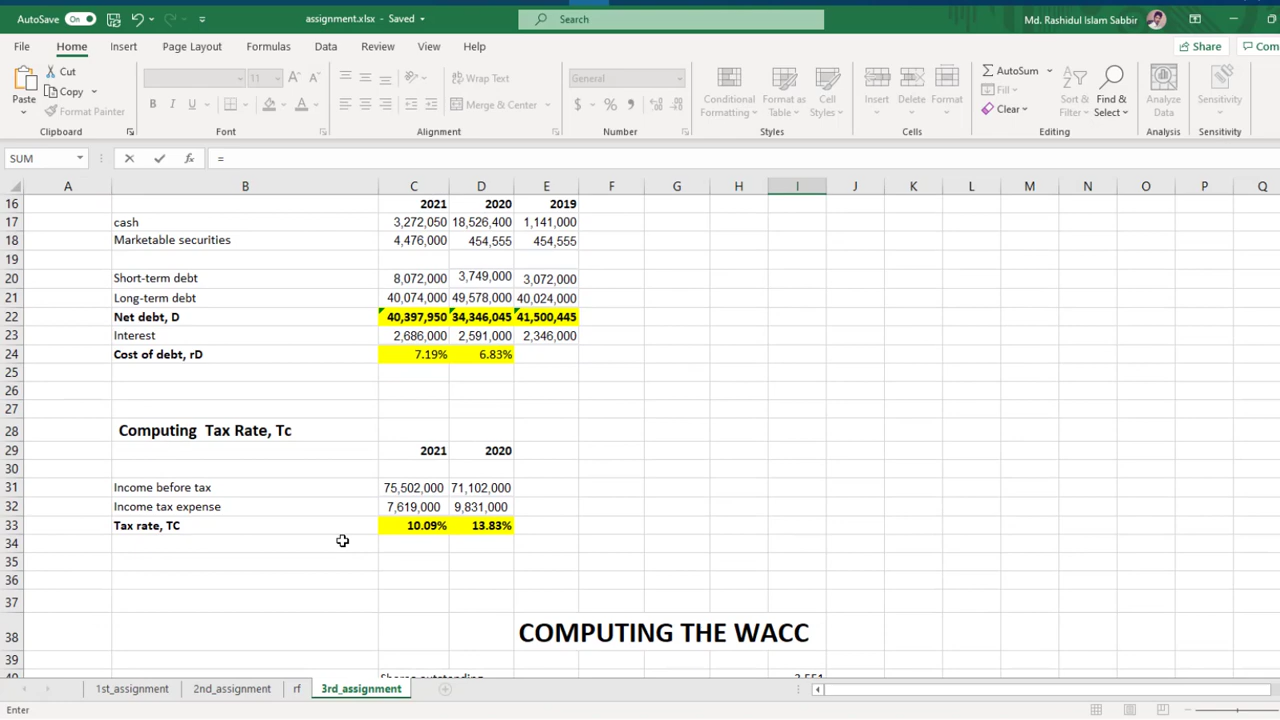 AutoSave On assignment.xlsx - Saved Search Md. Rashidul Islam Sabbir
File Home Insert Page Layout Formulas Data Review View Help Share Com
Paste Cut Copy Format Painter Clipboard
11 A A B I U A Font
Wrap Text Merge & Center Alignment
General $ % , Number
Conditional Formatting Format as Table Cell Styles Styles
Insert Delete Format Cells
AutoSum Fill Clear Sort & Filter Find & Select Editing
Analyze Data Analysis
Sensitivity Sensitivity
SUM fx =
A B C D E F G H I J K L M N O P Q
16 2021 2020 2019
17 cash 3,272,050 18,526,400 1,141,000
18 Marketable securities 4,476,000 454,555 454,555
19
20 Short-term debt 8,072,000 3,749,000 3,072,000
21 Long-term debt 40,074,000 49,578,000 40,024,000
22 Net debt, D 40,397,950 34,346,045 41,500,445
23 Interest 2,686,000 2,591,000 2,346,000
24 Cost of debt, rD 7.19% 6.83%
25
26
27
28 Computing Tax Rate, Tc
29 2021 2020
30
31 Income before tax 75,502,000 71,102,000
32 Income tax expense 7,619,000 9,831,000
33 Tax rate, TC 10.09% 13.83%
34
35
36
37
38 COMPUTING THE WACC
39
1st_assignment 2nd_assignment rf 3rd_assignment
Enter